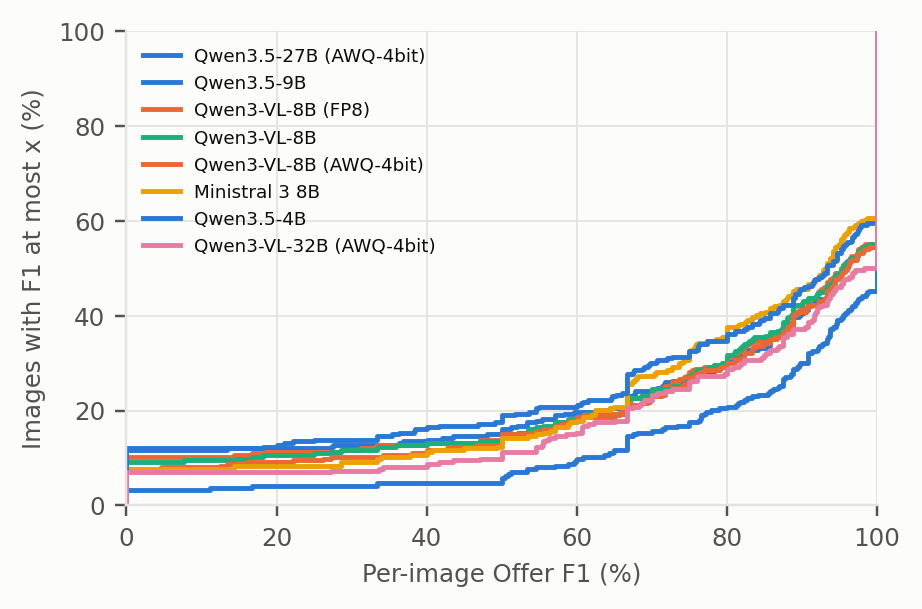 Images with F1 at most x (%)
100
80
60
40
20
0
Qwen3.5-27B (AWQ-4bit)
Qwen3.5-9B
Qwen3-VL-8B (FP8)
Qwen3-VL-8B
Qwen3-VL-8B (AWQ-4bit)
Ministral 3 8B
Qwen3.5-4B
Qwen3-VL-32B (AWQ-4bit)
0 20 40 60 80 100
Per-image Offer F1 (%)